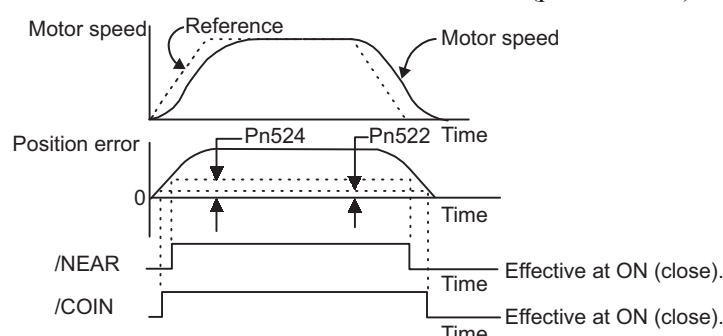 Motor speed
Reference
Motor speed
Time
Position error
Pn524
Pn522
0
Time
/NEAR
Time
Effective at ON (close).
/COIN
Time
Effective at ON (close).